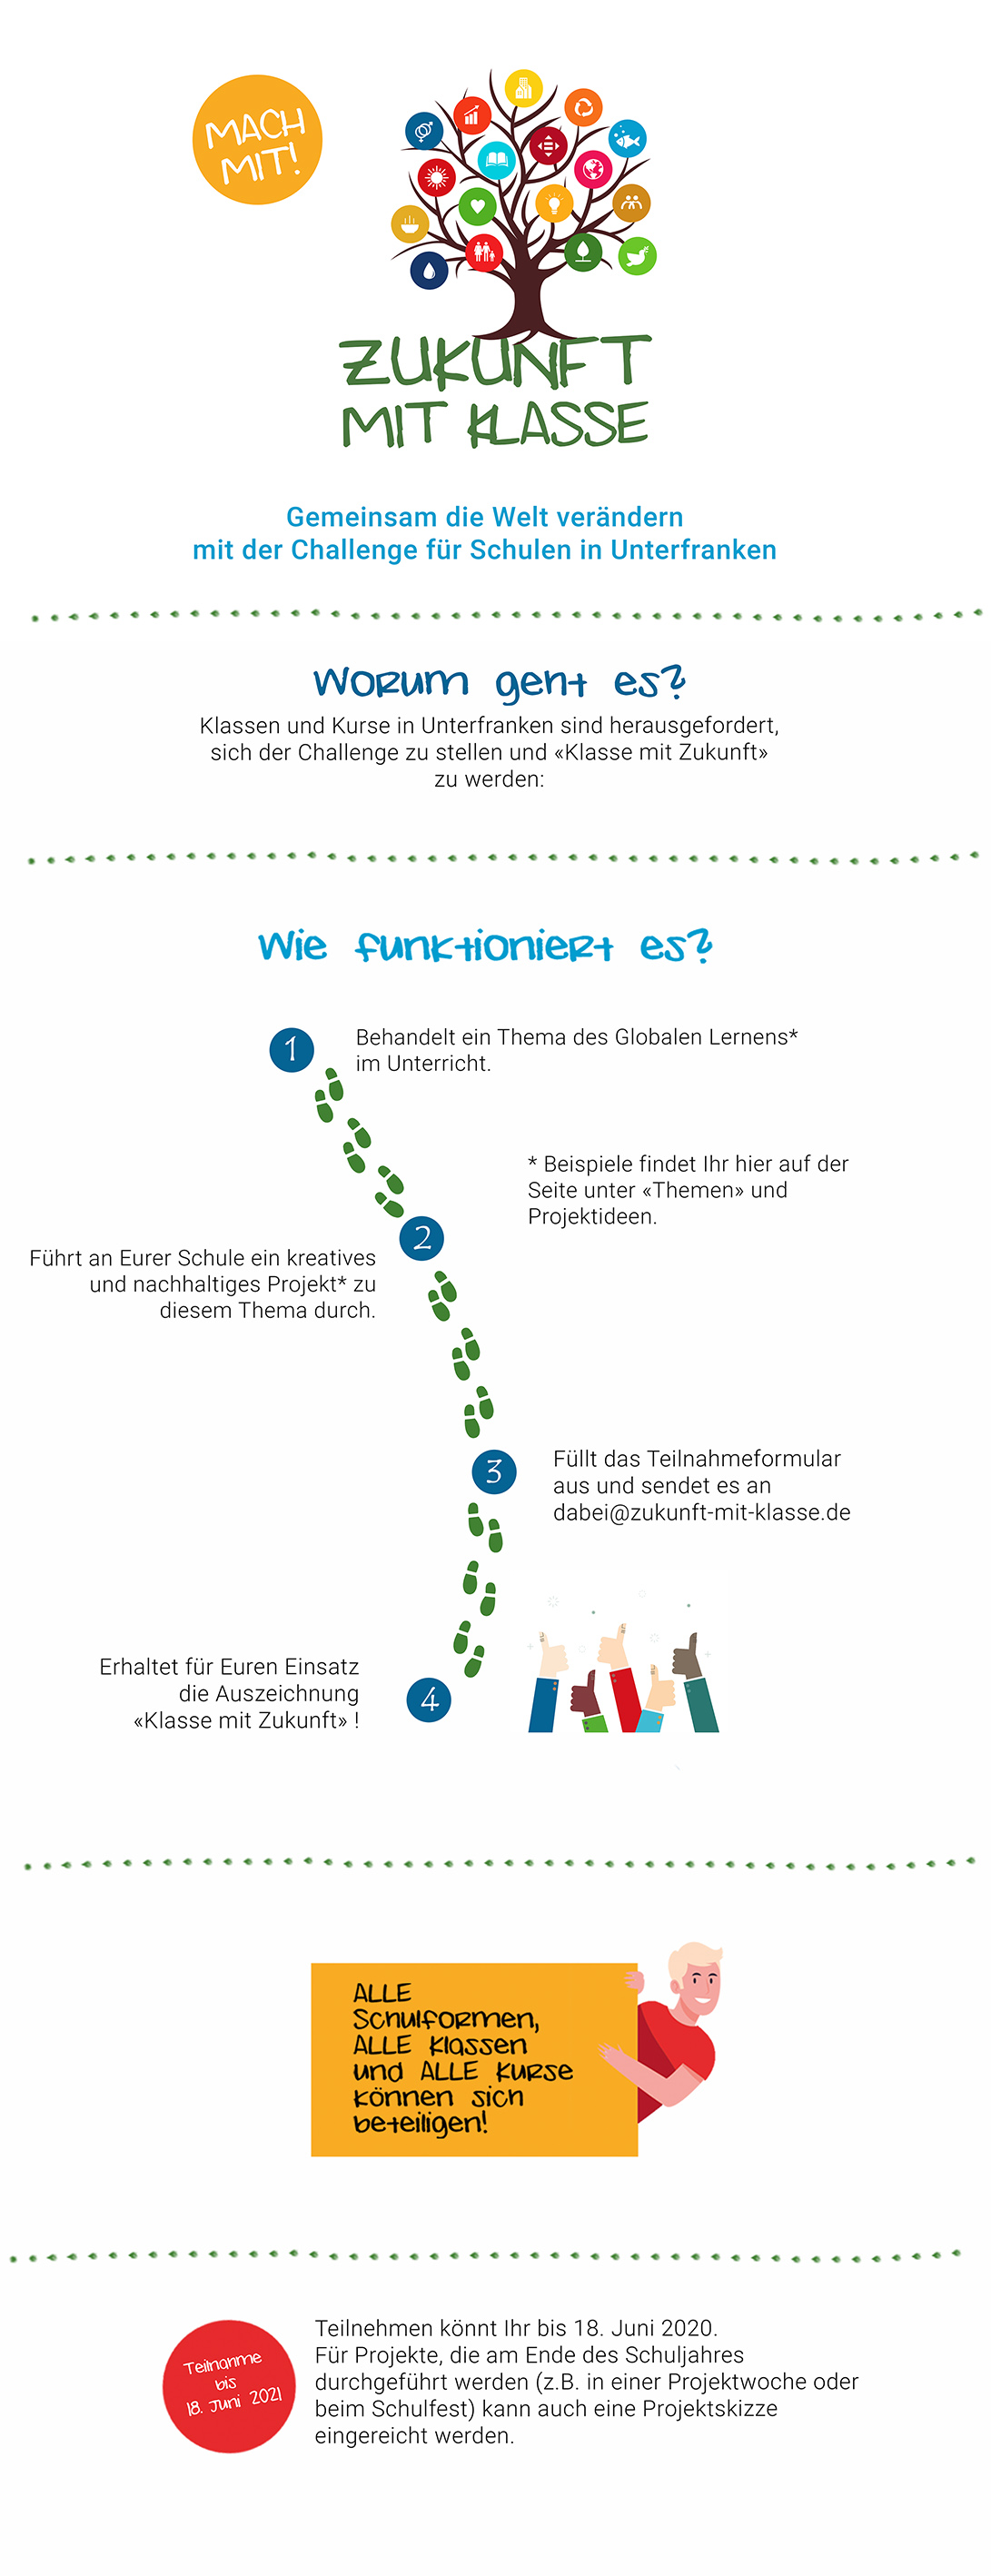 MACH
MIT!
ZUKUNFT
MIT KLASSE
Gemeinsam die Welt verändern
mit der Challenge für Schulen in Unterfranken
Worum geht es?
Klassen und Kurse in Unterfranken sind herausgefordert,
sich der Challenge zu stellen und «Klasse mit Zukunft»
zu werden:
Wie funktioniert es?
1
Behandelt ein Thema des Globalen Lernens*
im Unterricht.
* Beispiele findet Ihr hier auf der
Seite unter «Themen» und
Projektideen.
2
Führt an Eurer Schule ein kreatives
und nachhaltiges Projekt* zu
diesem Thema durch.
3
Füllt das Teilnahmeformular
aus und sendet es an
dabei@zukunft-mit-klasse.de
Erhaltet für Euren Einsatz
die Auszeichnung
«Klasse mit Zukunft» !
4
ALLE
Schulformen,
ALLE Klassen
und ALLE Kurse
können sich
beteiligen!
Teilnahme
bis
18. Juni 2021
Teilnehmen könnt Ihr bis 18. Juni 2020.
Für Projekte, die am Ende des Schuljahres
durchgeführt werden (z.B. in einer Projektwoche oder
beim Schulfest) kann auch eine Projektskizze
eingereicht werden.